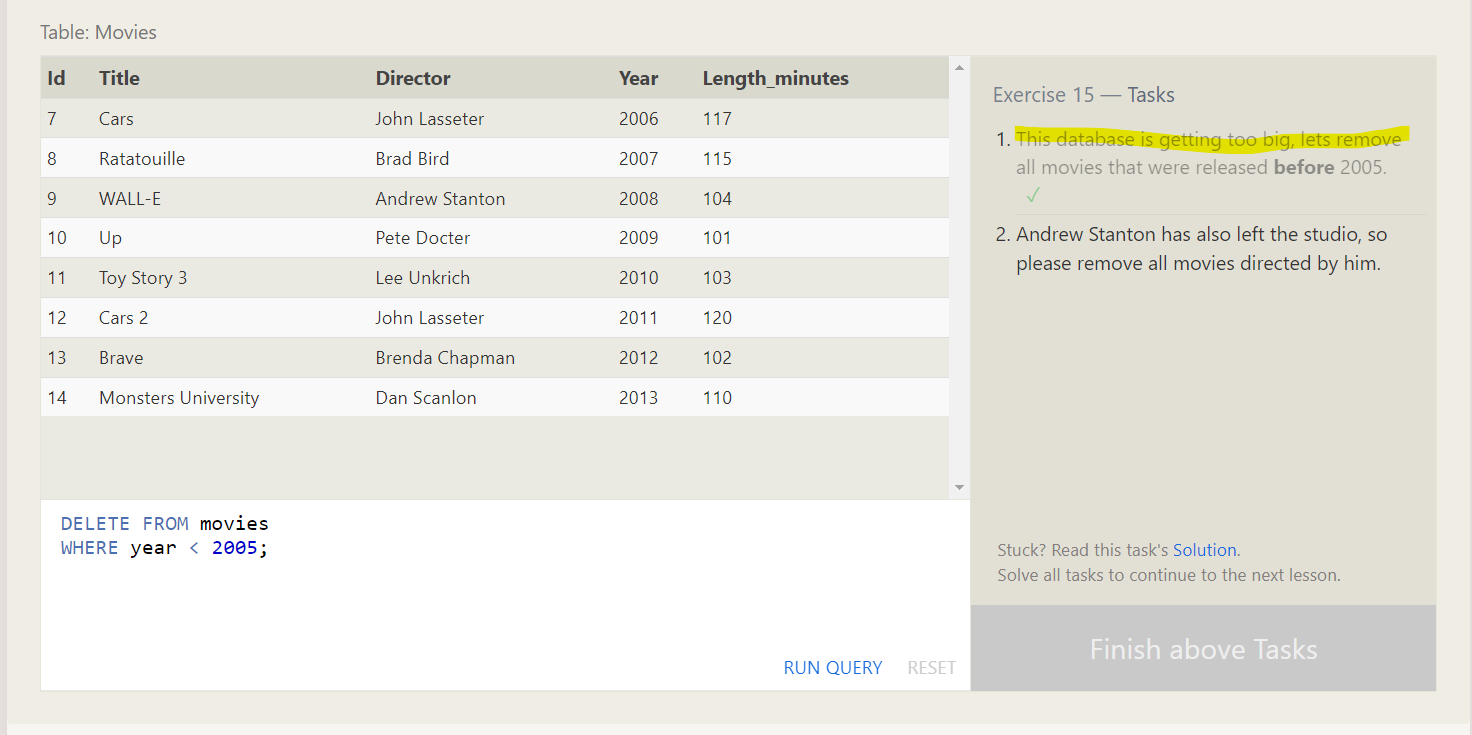 Table: Movies
Id Title Director Year Length_minutes
7 Cars John Lasseter 2006 117
8 Ratatouille Brad Bird 2007 115
9 WALL-E Andrew Stanton 2008 104
10 Up Pete Docter 2009 101
11 Toy Story 3 Lee Unkrich 2010 103
12 Cars 2 John Lasseter 2011 120
13 Brave Brenda Chapman 2012 102
14 Monsters University Dan Scanlon 2013 110
DELETE FROM movies
WHERE year < 2005;
RUN QUERY RESET
Exercise 15 — Tasks
1. This database is getting too big, lets remove
all movies that were released before 2005.
✓
2. Andrew Stanton has also left the studio, so
please remove all movies directed by him.
Stuck? Read this task's Solution.
Solve all tasks to continue to the next lesson.
Finish above Tasks